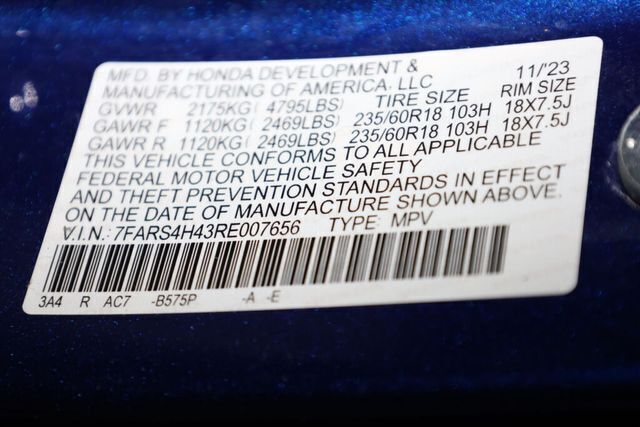 MFD. BY HONDA DEVELOPMENT & 11/'23
MANUFACTURING OF AMERICA, LLC
GVWR 2175KG( 4795LBS) TIRE SIZE RIM SIZE
GAWR F 1120KG( 2469LBS) 235/60R18 103H 18X7.5J
GAWR R 1120KG( 2469LBS) 235/60R18 103H 18X7.5J
THIS VEHICLE CONFORMS TO ALL APPLICABLE
FEDERAL MOTOR VEHICLE SAFETY
AND THEFT PREVENTION STANDARDS IN EFFECT
ON THE DATE OF MANUFACTURE SHOWN ABOVE.
V.I.N.: 7FARS4H43RE007656 TYPE: MPV
3A4 R AC7 -B575P -A -E